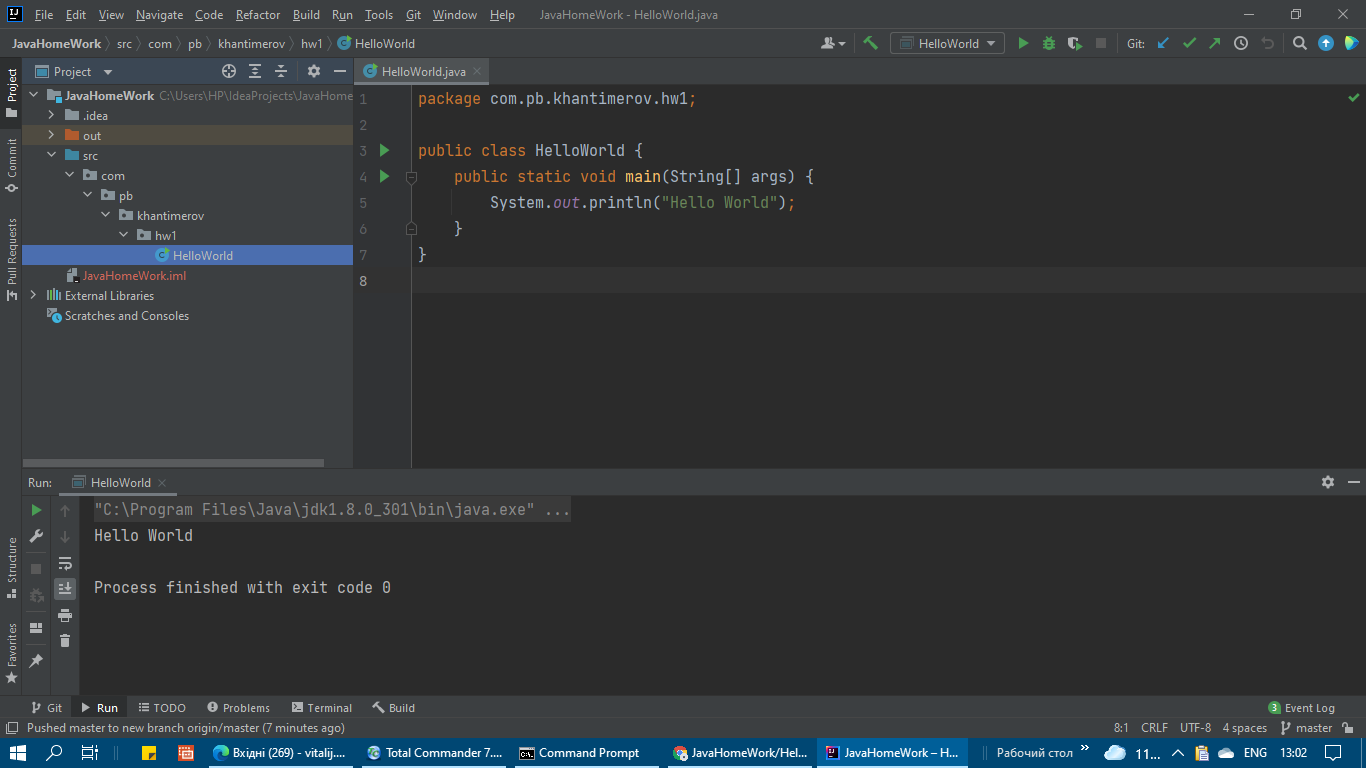 File Edit View Navigate Code Refactor Build Run Tools Git Window Help JavaHomeWork - HelloWorld.java
JavaHomeWork src com pb khantimerov hw1 HelloWorld
HelloWorld Git:
Project
HelloWorld.java
JavaHomeWork C:\Users\HP\IdeaProjects\JavaHome
.idea
out
src
com
pb
khantimerov
hw1
HelloWorld
JavaHomeWork.iml
External Libraries
Scratches and Consoles
Project
Commit
Pull Requests
Structure
Favorites
1 package com.pb.khantimerov.hw1;
2
3 public class HelloWorld {
4 public static void main(String[] args) {
5 System.out.println("Hello World");
6 }
7 }
8
Run: HelloWorld
"C:\Program Files\Java\jdk1.8.0_301\bin\java.exe" ...
Hello World
Process finished with exit code 0
Git Run TODO Problems Terminal Build 3 Event Log
Pushed master to new branch origin/master (7 minutes ago) 8:1 CRLF UTF-8 4 spaces master
Вхідні (269) - vitalij.... Total Commander 7.... Command Prompt JavaHomeWork/Hel... JavaHomeWork – H... Рабочий стол » 11... ENG 13:02